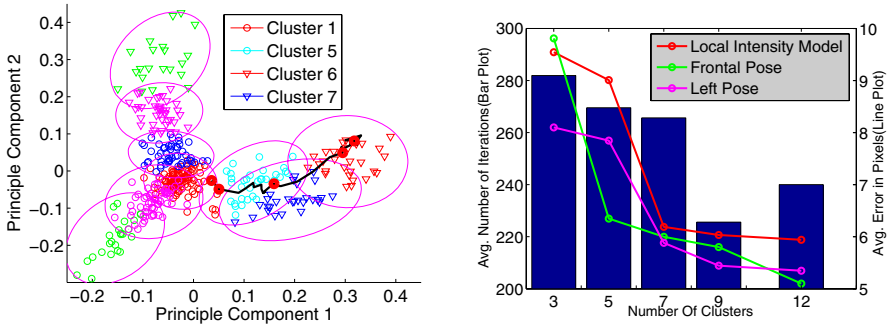 0.4
0.3
0.2
0.1
0
−0.1
−0.2
Principle Component 2
−0.2
−0.1
0
0.1
0.2
0.3
0.4
Principle Component 1
Cluster 1
Cluster 5
Cluster 6
Cluster 7
300
280
260
240
220
200
Avg. Number of Iterations(Bar Plot)
Local Intensity Model
Frontal Pose
Left Pose
10
9
8
7
6
5
Avg. Error in Pixels(Line Plot)
3
5
7
9
12
Number Of Clusters